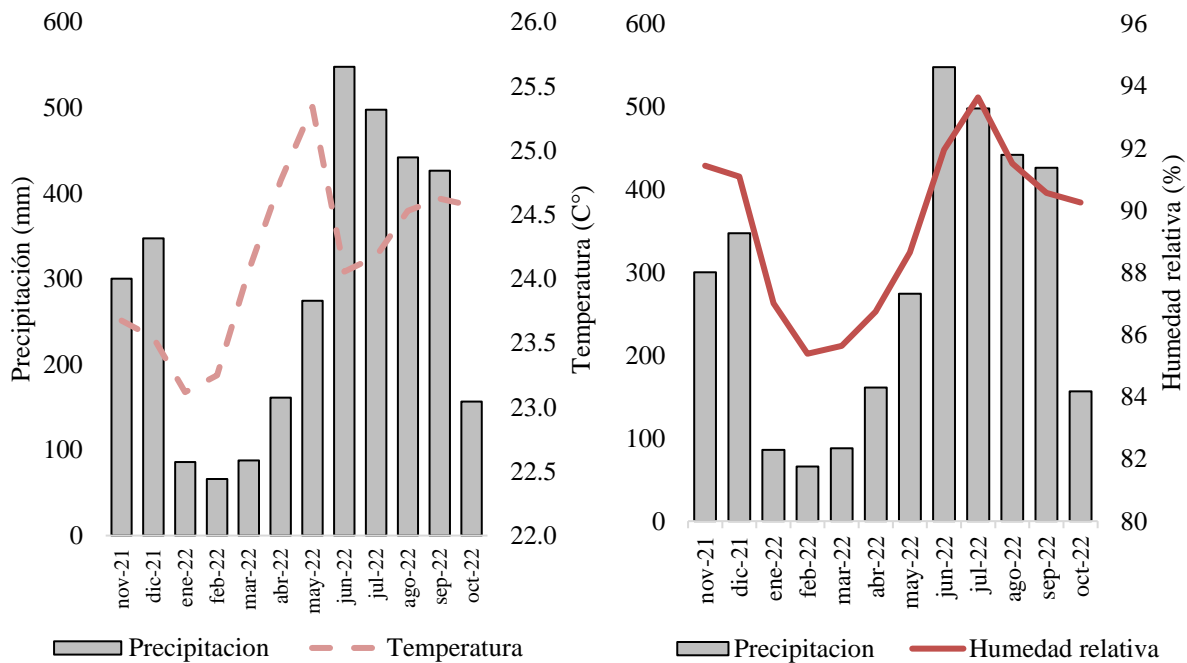 Precipitación (mm)
600
500
400
300
200
100
0
26.0
25.5
25.0
24.5
24.0
23.5
23.0
22.5
22.0
Temperatura (C°)
nov-21
dic-21
ene-22
feb-22
mar-22
abr-22
may-22
jun-22
jul-22
ago-22
sep-22
oct-22
Precipitacion
Temperatura
600
500
400
300
200
100
0
96
94
92
90
88
86
84
82
80
Humedad relativa (%)
nov-21
dic-21
ene-22
feb-22
mar-22
abr-22
may-22
jun-22
jul-22
ago-22
sep-22
oct-22
Precipitacion
Humedad relativa